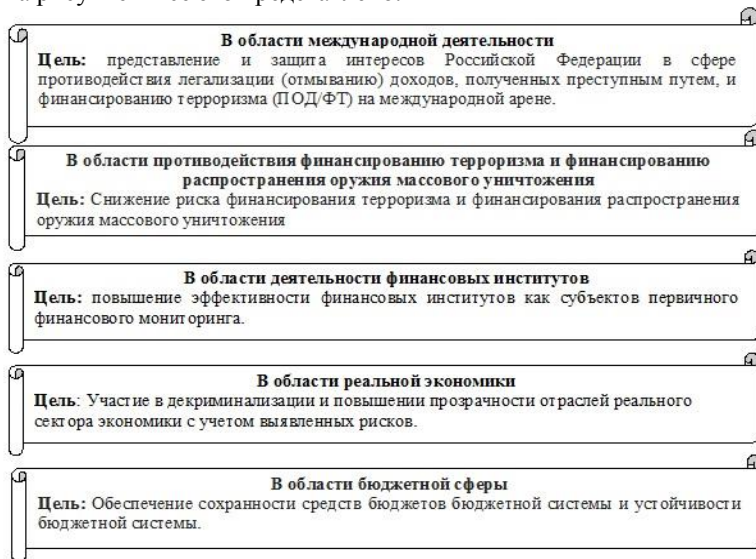 В области международной деятельности
Цель: представление и защита интересов Российской Федерации в сфере
противодействия легализации (отмыванию) доходов, полученных преступным путем, и
финансированию терроризма (ПОД/ФТ) на международной арене.
В области противодействия финансированию терроризма и финансированию
распространения оружия массового уничтожения
Цель: Снижение риска финансирования терроризма и финансирования распространения
оружия массового уничтожения
В области деятельности финансовых институтов
Цель: повышение эффективности финансовых институтов как субъектов первичного
финансового мониторинга.
В области реальной экономики
Цель: Участие в декриминализации и повышении прозрачности отраслей реального
сектора экономики с учетом выявленных рисков.
В области бюджетной сферы
Цель: Обеспечение сохранности средств бюджетов бюджетной системы и устойчивости
бюджетной системы.